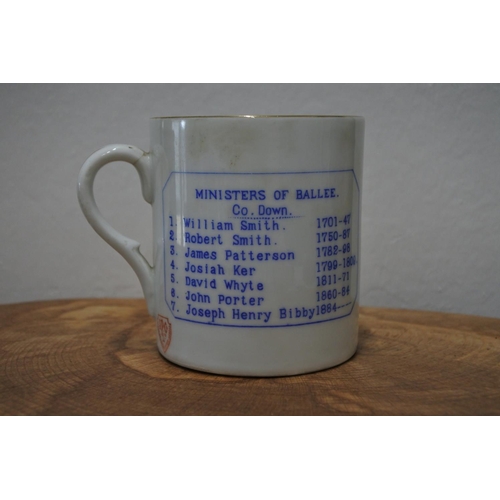 MINISTERS OF BALLEE.
Co. Down.
1. William Smith. 1701-47
2. Robert Smith. 1750-87
3. James Patterson 1782-98
4. Josiah Ker 1799-180
5. David Whyte 1811-71
6. John Porter 1860-84
7. Joseph Henry Bibby 1884----